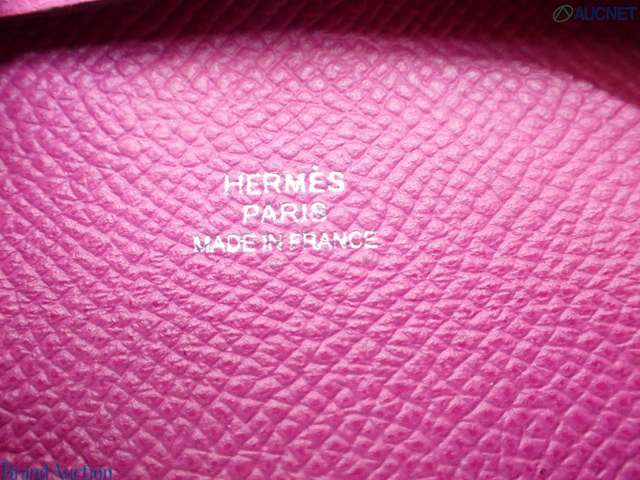 AUCNET
HERMÈS
PARIS
MADE IN FRANCE
Brand Auction